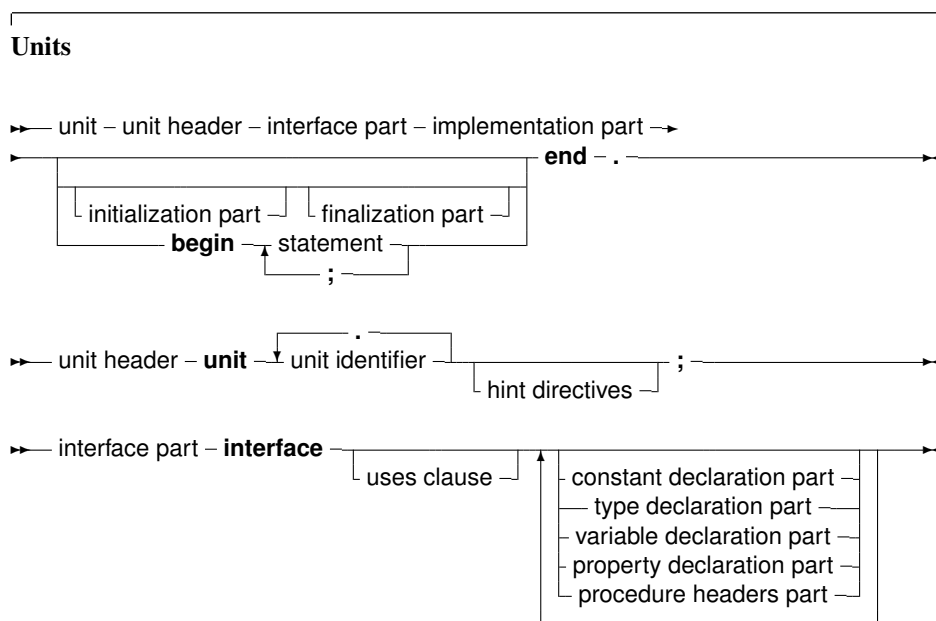 Units
unit – unit header – interface part – implementation part
end – .
initialization part finalization part
begin statement
;
.
unit header – unit unit identifier ;
hint directives
interface part – interface
uses clause constant declaration part
type declaration part
variable declaration part
property declaration part
procedure headers part